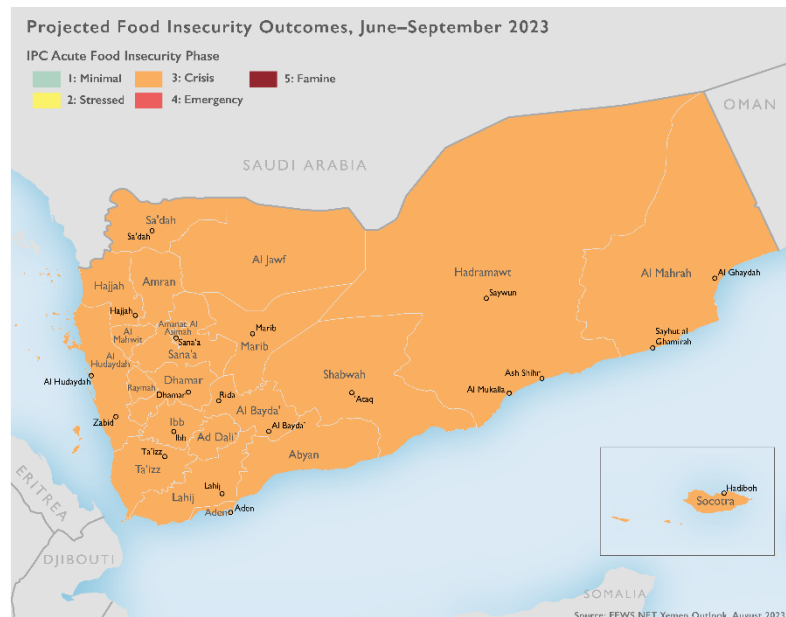 Projected Food Insecurity Outcomes, June–September 2023
IPC Acute Food Insecurity Phase
1: Minimal
3: Crisis
5: Famine
2: Stressed
4: Emergency
OMAN
SAUDI ARABIA
Sa'dah
Sa'dah
Al Jawf
Hadramawt
Al Mahrah
Al Ghaydah
Hajjah
Amran
Saywun
Hajjah
Amanat Al
Asimah
Marib
Al
Mahwit
Sana'a
Sana'a
Marib
Sayhut al
Ghamirah
Al
Hudaydah
Al Hudaydah
Raymah
Dhamar
Dhamar
Rida
Shabwah
Ataq
Ash Shihr
Al Mukalla
Zabid
Ibb
Ibb
Ad Dali'
Al Bayda'
Al Bayda'
Abyan
Ta'izz
Ta'izz
Lahij
Lahij
Aden
Aden
Hadiboh
Socotra
ERITREA
DJIBOUTI
SOMALIA
Source: FEWS NET Yemen Outlook, August 2023